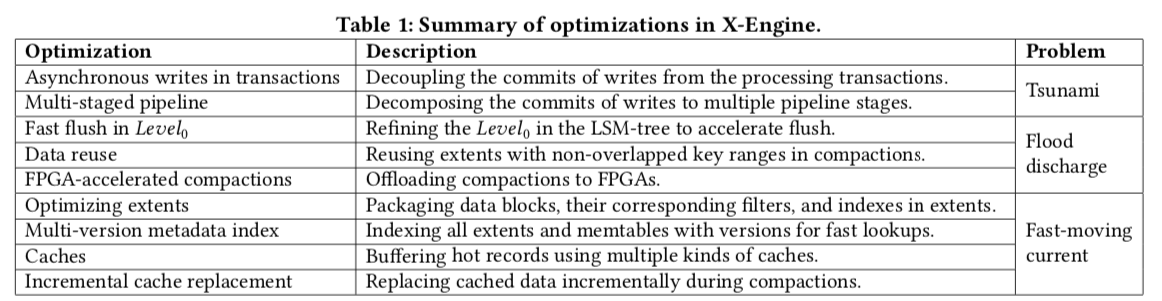 Table 1: Summary of optimizations in X-Engine.
Optimization Description Problem
Asynchronous writes in transactions Decoupling the commits of writes from the processing transactions.
Tsunami
Multi-staged pipeline Decomposing the commits of writes to multiple pipeline stages.
Fast flush in Level0 Refining the Level0 in the LSM-tree to accelerate flush.
Flood
Data reuse Reusing extents with non-overlapped key ranges in compactions.
discharge
FPGA-accelerated compactions Offloading compactions to FPGAs.
Optimizing extents Packaging data blocks, their corresponding filters, and indexes in extents.
Multi-version metadata index Indexing all extents and memtables with versions for fast lookups.
Fast-moving
Caches Buffering hot records using multiple kinds of caches.
current
Incremental cache replacement Replacing cached data incrementally during compactions.